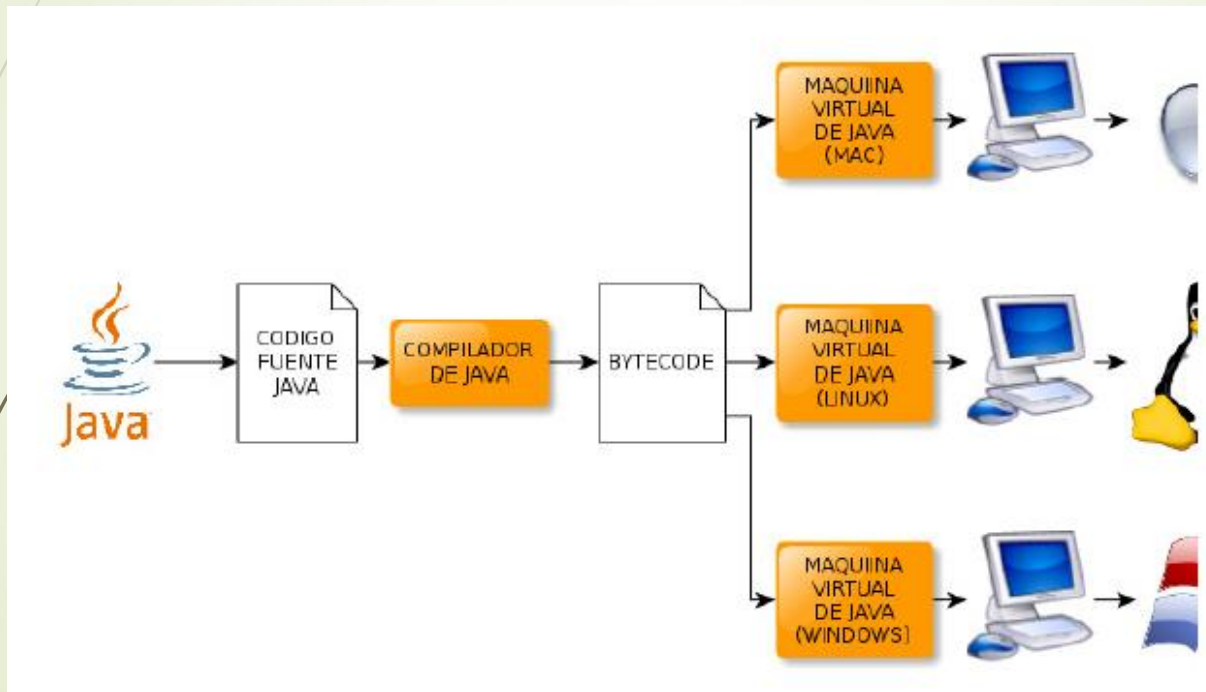 Java
CODIGO
FUENTE
JAVA
COMPILADOR
DE JAVA
BYTECODE
MAQUIINA
VIRTUAL
DE JAVA
(MAC)
MAQUIINA
VIRTUAL
DE JAVA
(LINUX)
MAQUIINA
VIRTUAL
DE JAVA
(WINDOWS)